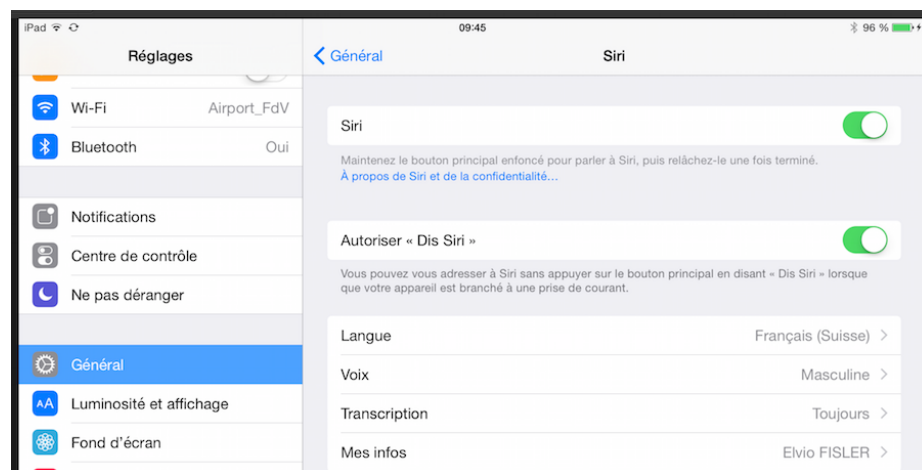 iPad 09:45 96 %
Réglages
Général Siri
Wi-Fi Airport_FdV
Bluetooth Oui
Notifications
Centre de contrôle
Ne pas déranger
Général
Luminosité et affichage
Fond d'écran
Siri
Maintenez le bouton principal enfoncé pour parler à Siri, puis relâchez-le une fois terminé.
À propos de Siri et de la confidentialité…
Autoriser « Dis Siri »
Vous pouvez vous adresser à Siri sans appuyer sur le bouton principal en disant « Dis Siri » lorsque
que votre appareil est branché à une prise de courant.
Langue Français (Suisse)
Voix Masculine
Transcription Toujours
Mes infos Elvio FISLER